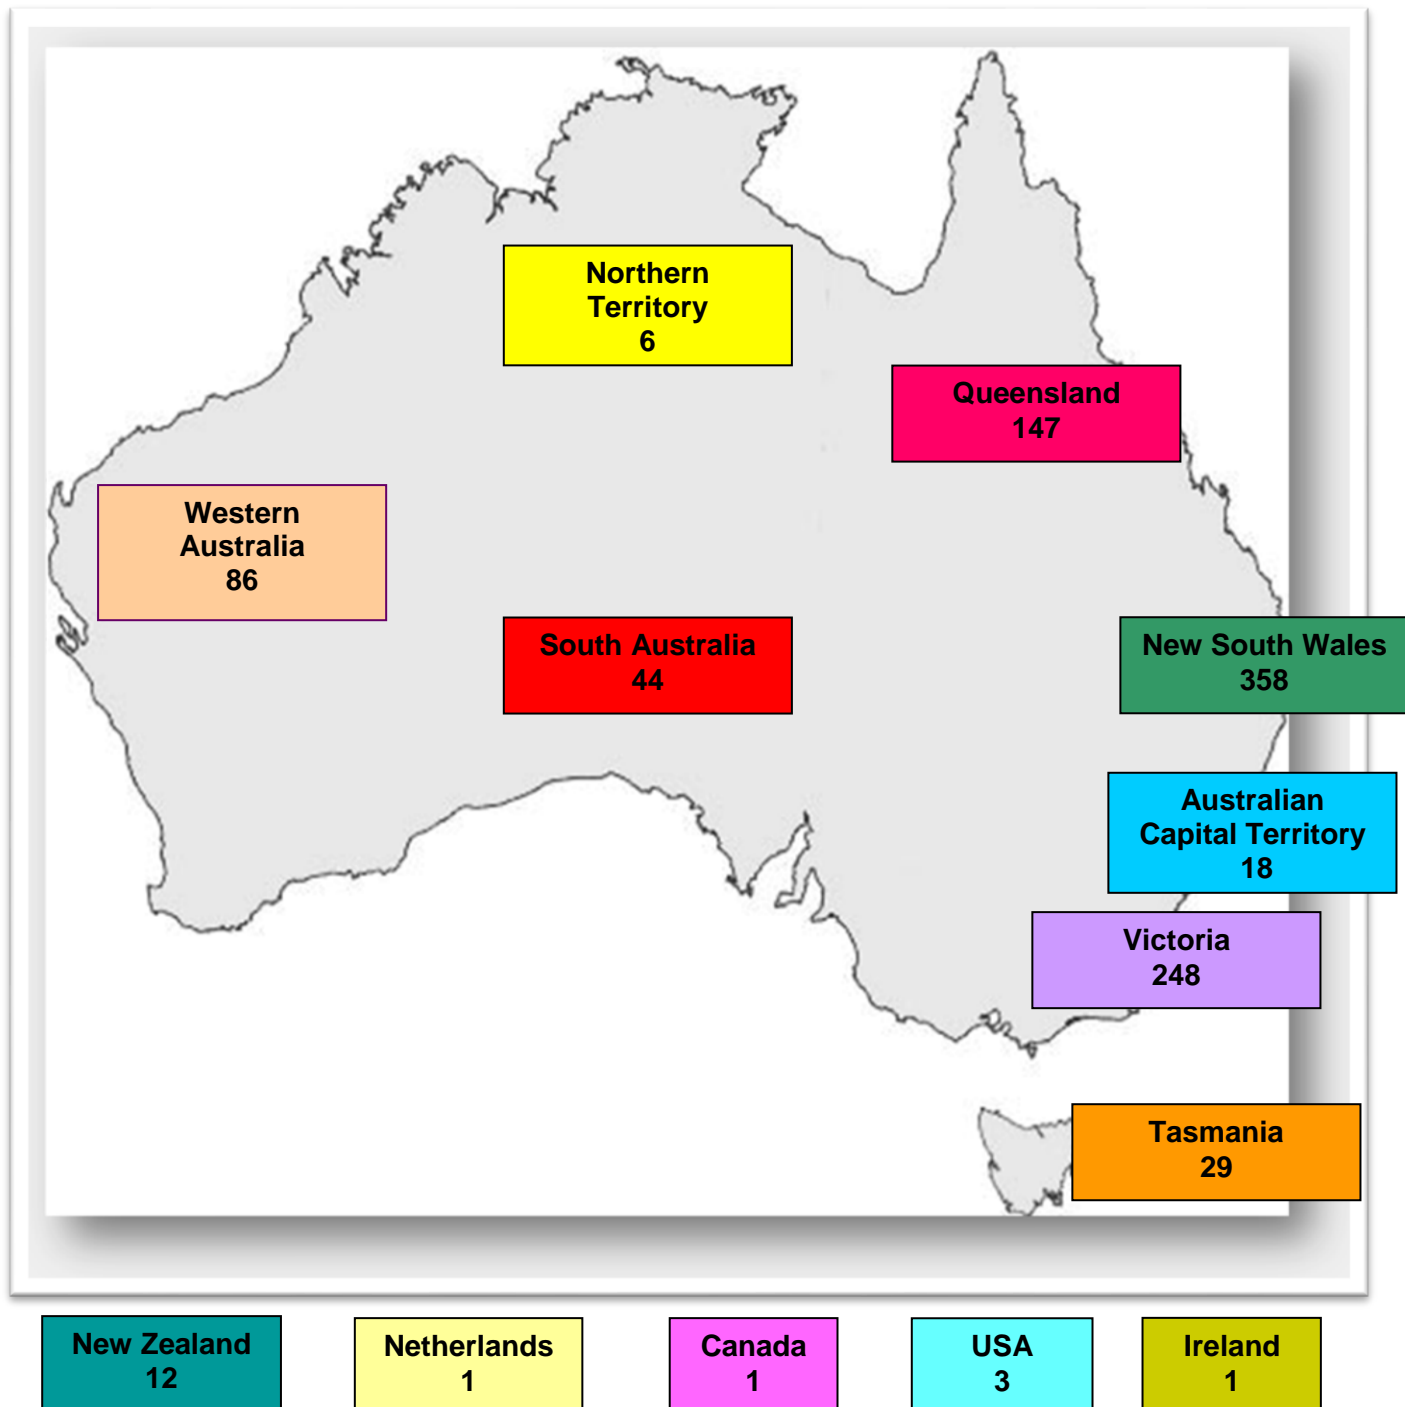 Northern
Territory
6
Queensland
147
Western
Australia
86
South Australia
44
New South Wales
358
Australian
Capital Territory
18
Victoria
248
Tasmania
29
New Zealand
12
Netherlands
1
Canada
1
USA
3
Ireland
1